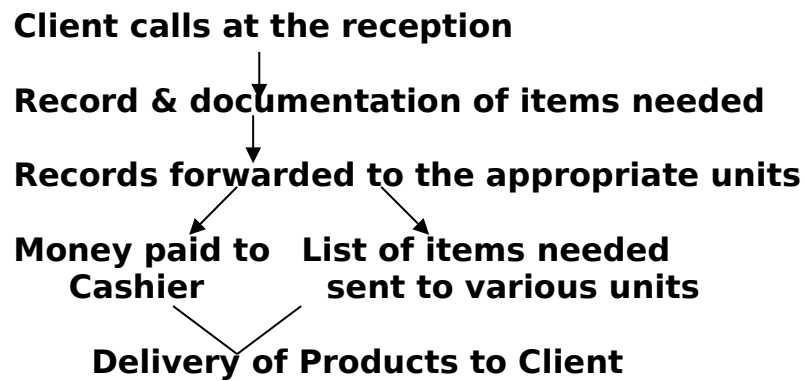 Client calls at the reception
Record & documentation of items needed
Records forwarded to the appropriate units
Money paid to List of items needed
Cashier sent to various units
Delivery of Products to Client